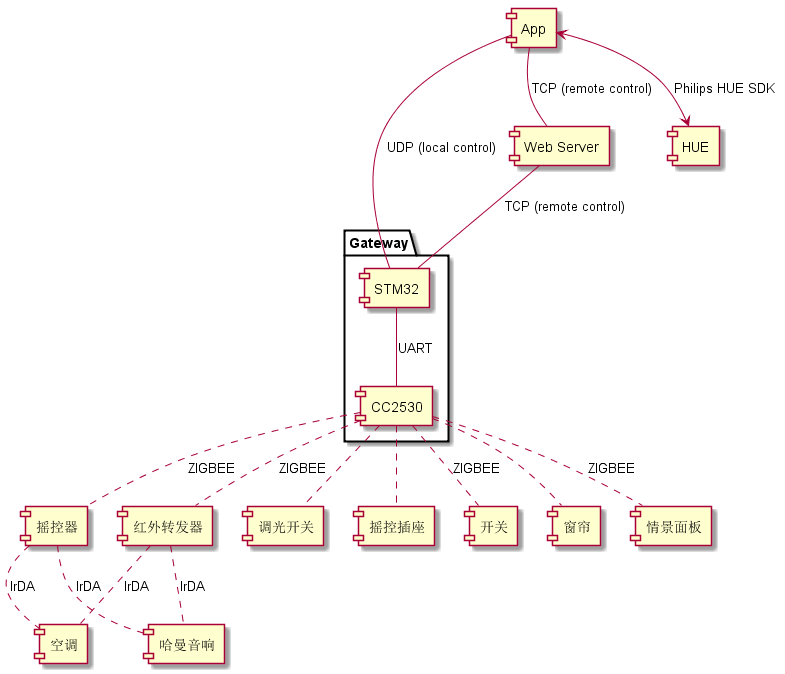 App
TCP (remote control)
Philips HUE SDK
UDP (local control)
Web Server
HUE
TCP (remote control)
Gateway
STM32
UART
CC2530
ZIGBEE
ZIGBEE
ZIGBEE
ZIGBEE
摇控器
红外转发器
调光开关
摇控插座
开关
窗帘
情景面板
IrDA
IrDA
IrDA
IrDA
空调
哈曼音响